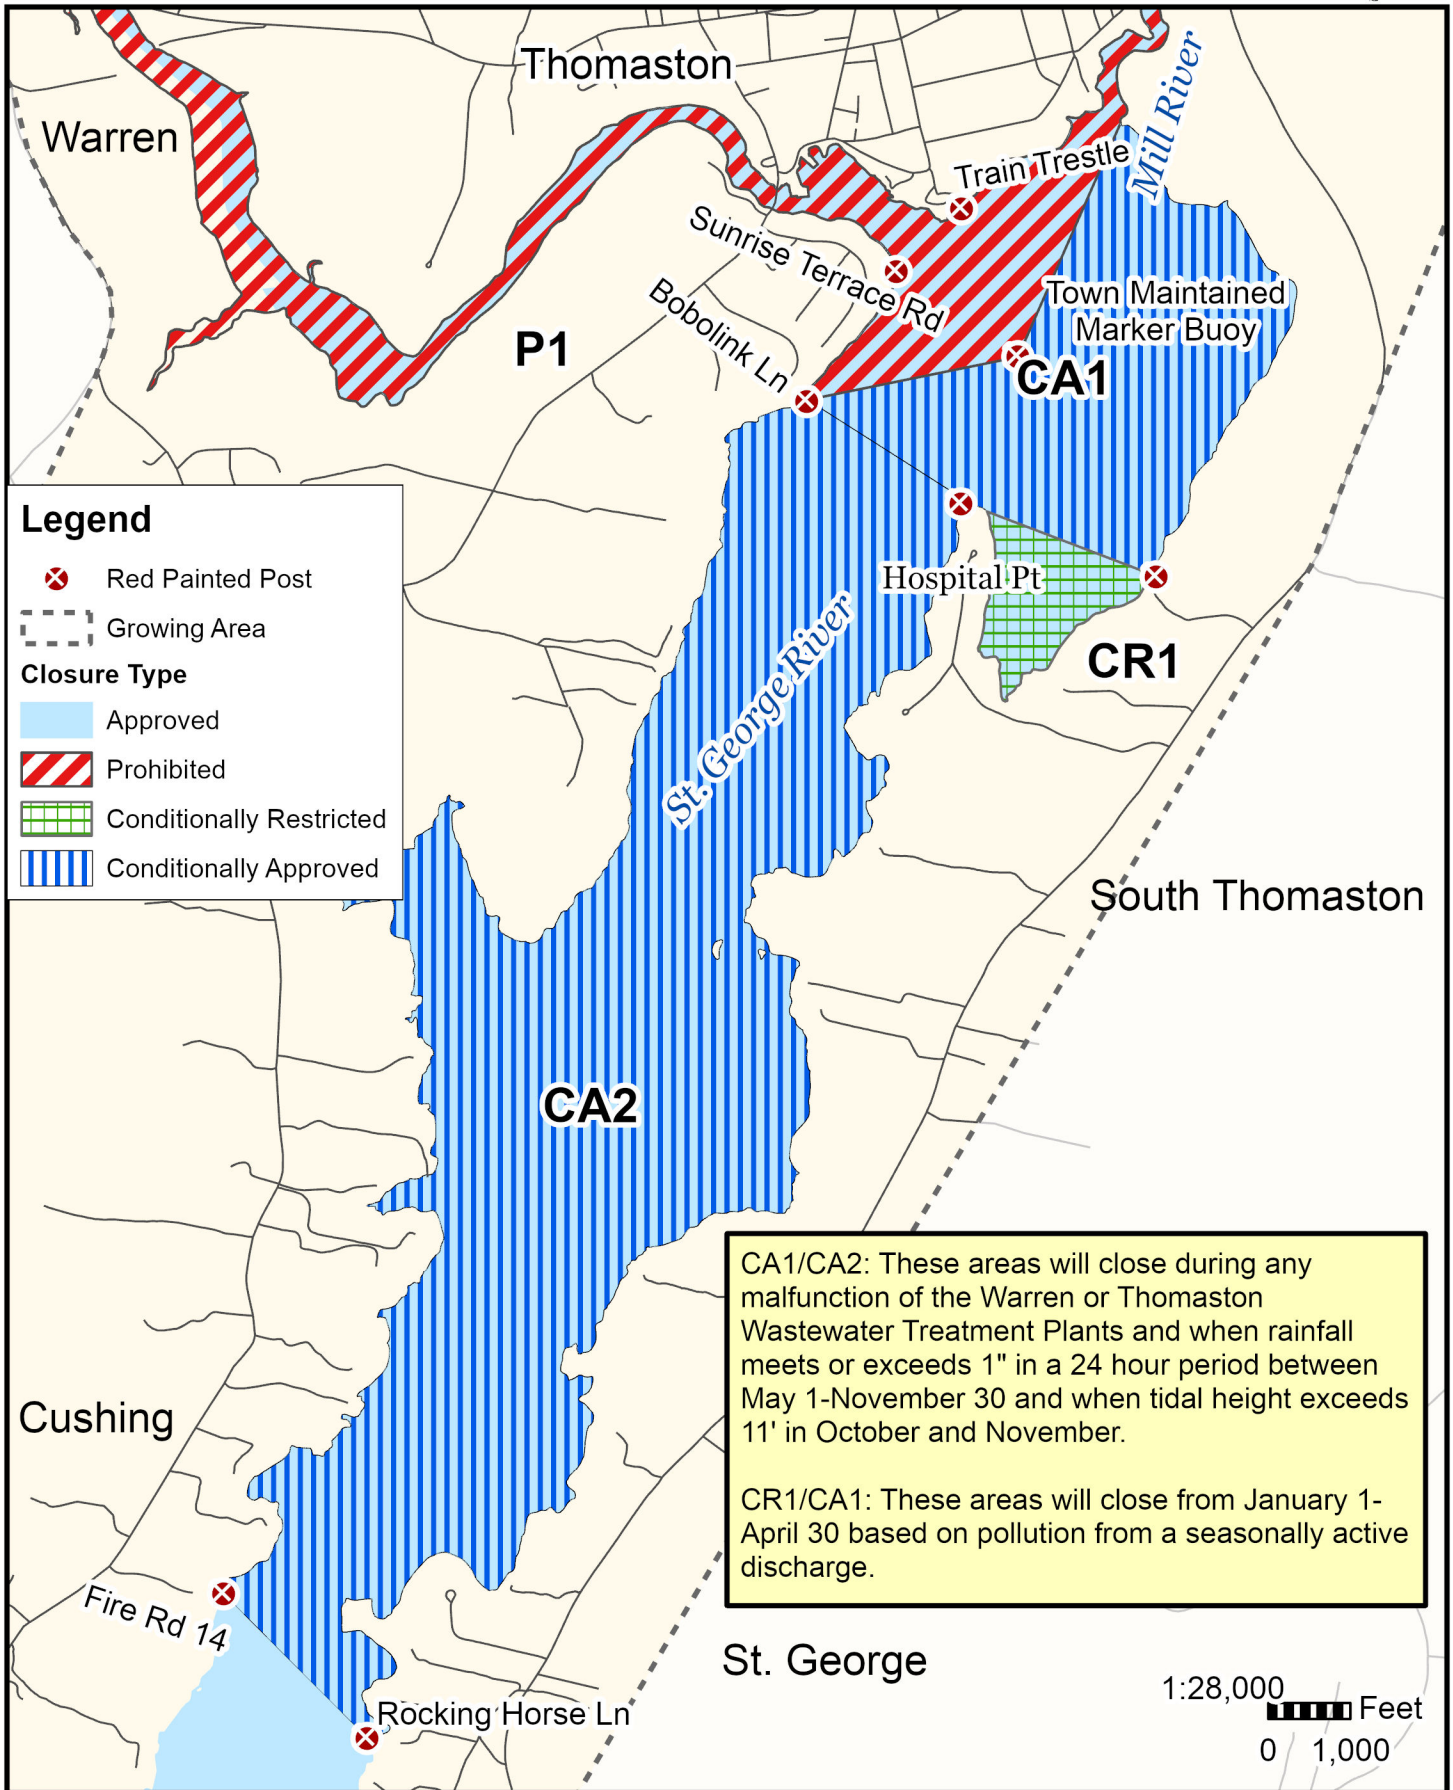 Thomaston
Mill River
Warren
Train Trestle
Sunrise Terrace Rd
Bobolink Ln
Town Maintained
Marker Buoy
P1
CA1
Legend
Red Painted Post
Growing Area
Closure Type
Approved
Prohibited
Conditionally Restricted
Conditionally Approved
Hospital Pt
CR1
St. George River
South Thomaston
CA2
CA1/CA2: These areas will close during any
malfunction of the Warren or Thomaston
Wastewater Treatment Plants and when rainfall
meets or exceeds 1" in a 24 hour period between
May 1-November 30 and when tidal height exceeds
11' in October and November.
CR1/CA1: These areas will close from January 1-
April 30 based on pollution from a seasonally active
discharge.
Cushing
Fire Rd 14
Rocking Horse Ln
St. George
1:28,000
Feet
0 1,000